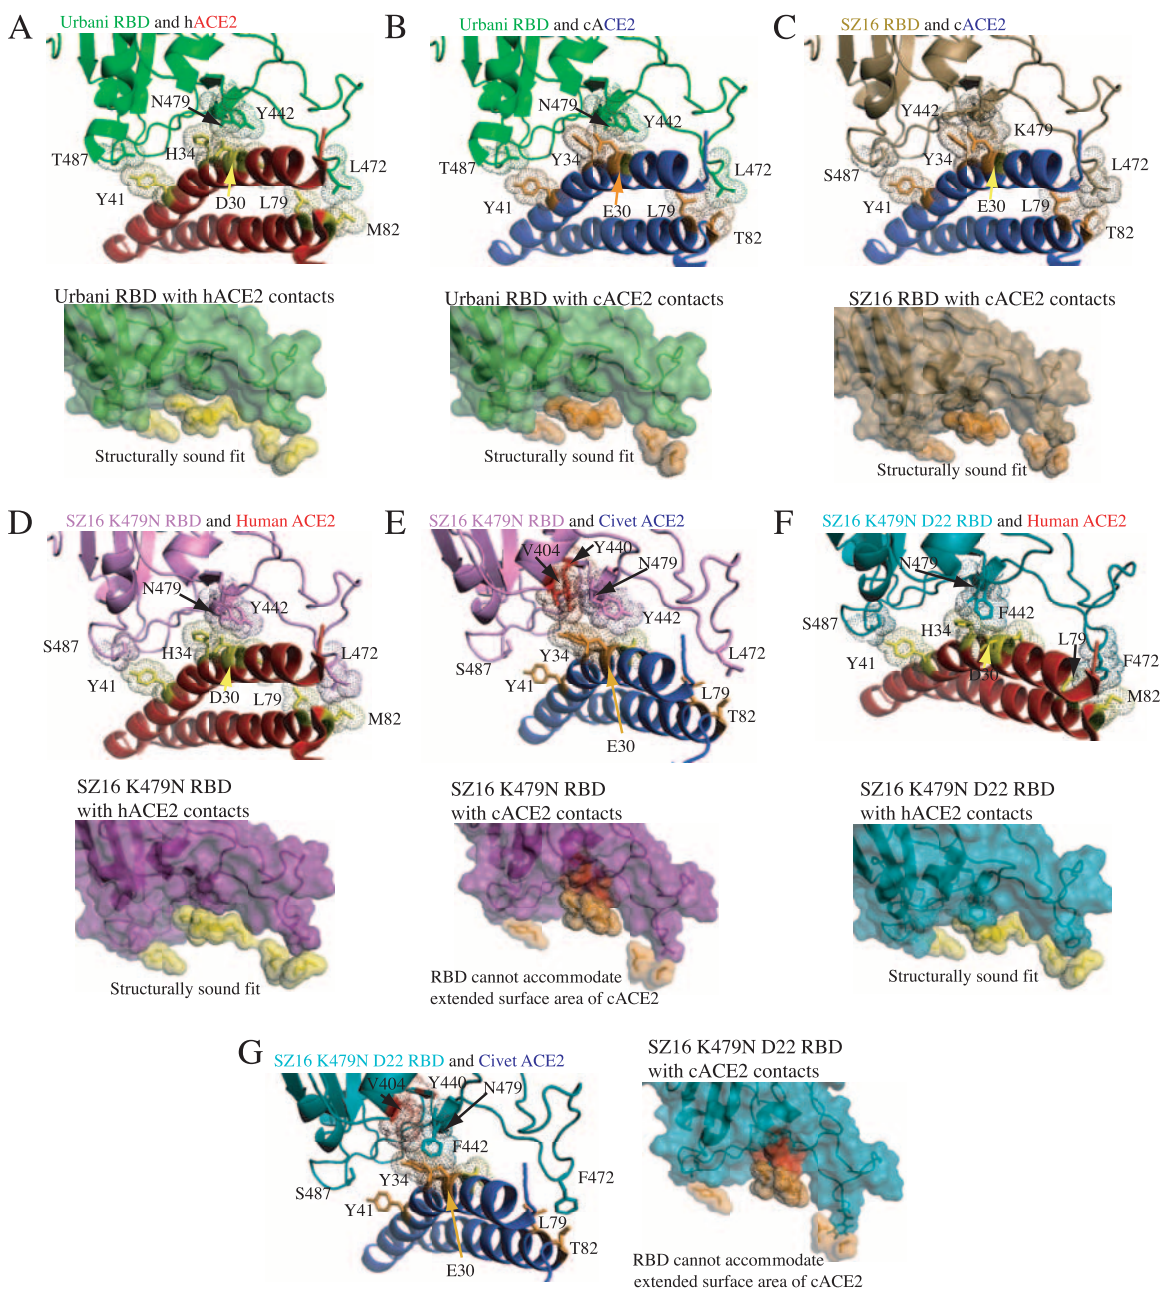 A
Urbani RBD and hACE2
N479
Y442
T487
H34
L472
Y41
D30
L79
M82
Urbani RBD with hACE2 contacts
Structurally sound fit
B
Urbani RBD and cACE2
N479
Y442
T487
Y34
L472
Y41
E30
L79
T82
Urbani RBD with cACE2 contacts
Structurally sound fit
C
SZ16 RBD and cACE2
Y442
K479
Y34
L472
S487
Y41
E30
L79
T82
SZ16 RBD with cACE2 contacts
Structurally sound fit
D
SZ16 K479N RBD and Human ACE2
N479
Y442
S487
H34
L472
Y41
D30
L79
M82
SZ16 K479N RBD
with hACE2 contacts
Structurally sound fit
E
SZ16 K479N RBD and Civet ACE2
V404
Y440
N479
Y442
S487
Y34
L472
Y41
L79
T82
E30
SZ16 K479N RBD
with cACE2 contacts
RBD cannot accommodate
extended surface area of cACE2
F
SZ16 K479N D22 RBD and Human ACE2
N479
F442
S487
H34
L79
Y41
F472
D30
M82
SZ16 K479N D22 RBD
with hACE2 contacts
Structurally sound fit
G
SZ16 K479N D22 RBD and Civet ACE2
V404
Y440
N479
F442
Y34
F472
S487
Y41
L79
T82
E30
SZ16 K479N D22 RBD
with cACE2 contacts
RBD cannot accommodate
extended surface area of cACE2